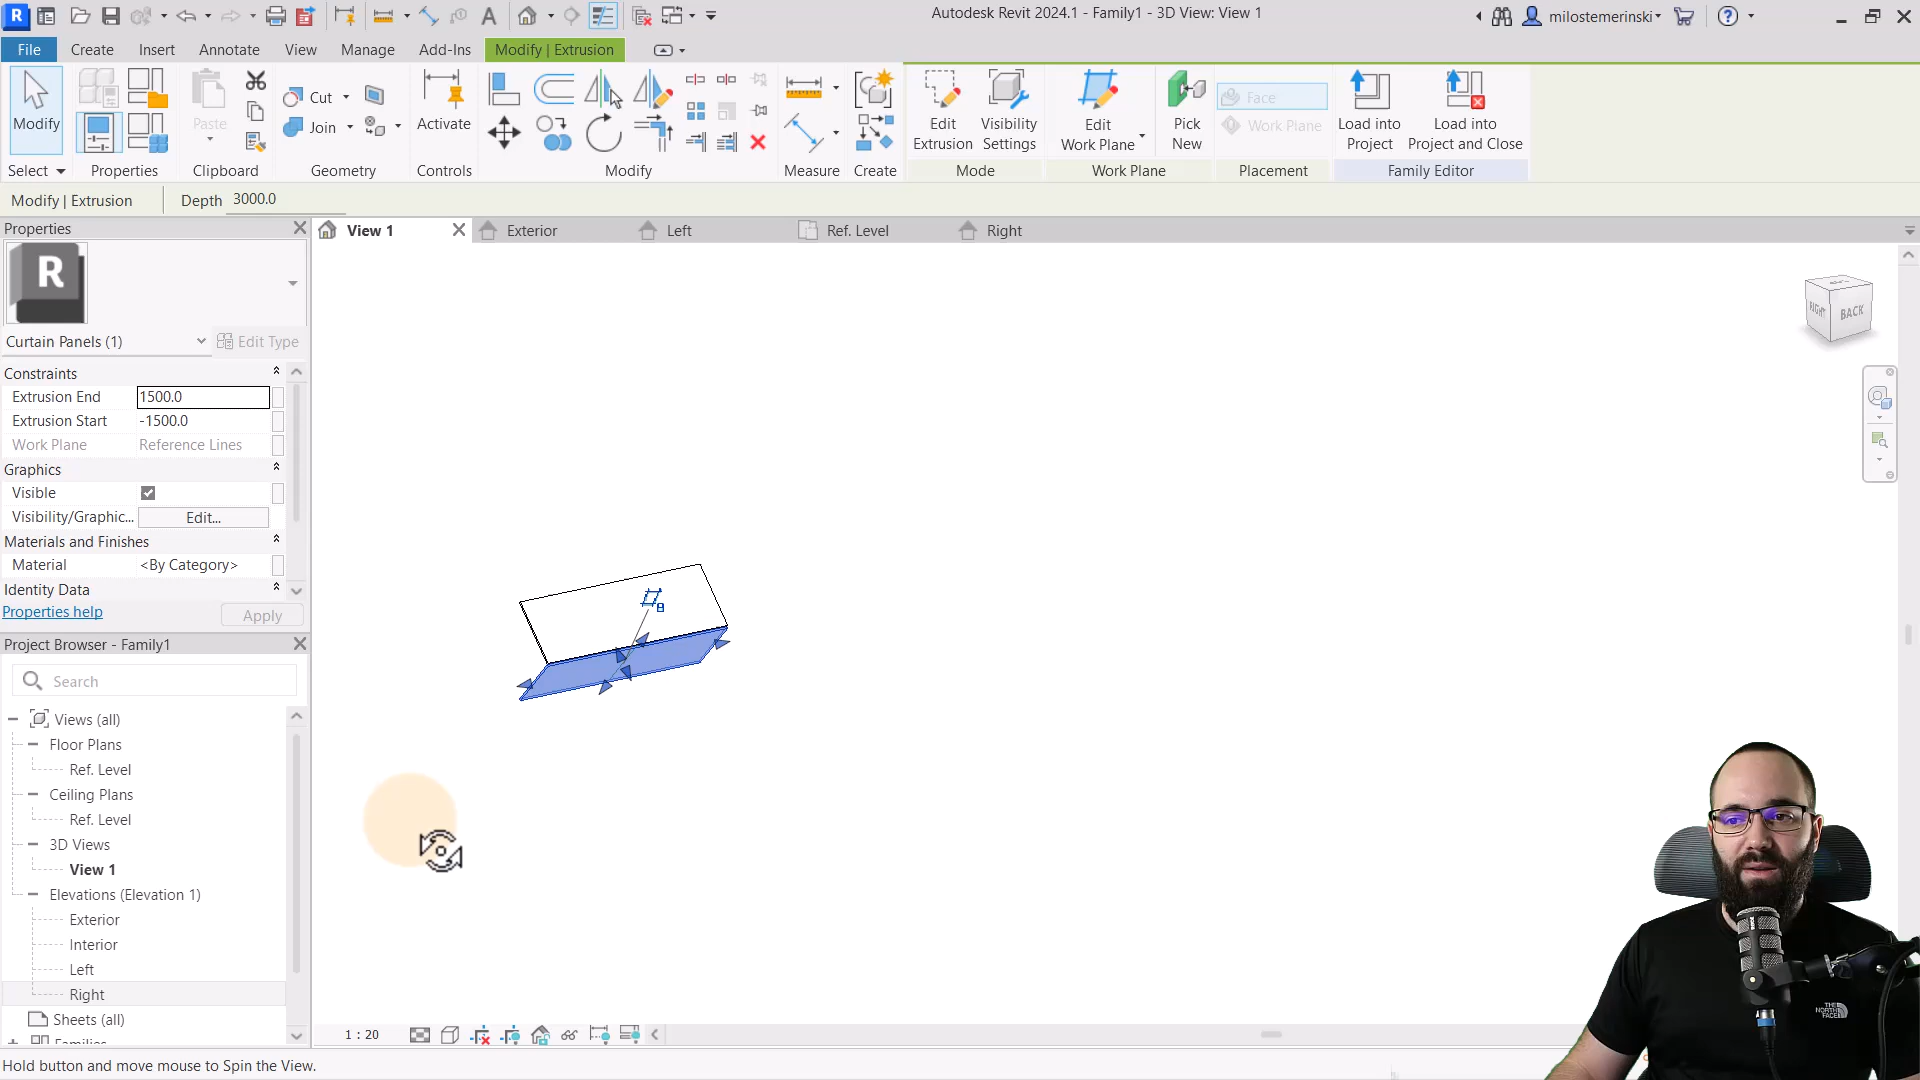 Autodesk Revit 2024.1 - Family1 - 3D View: View 1
milostemerinski
File
Create
Insert
Annotate
View
Manage
Add-Ins
Modify | Extrusion
Modify
Paste
Cut
Join
Activate
Edit Extrusion
Visibility Settings
Edit Work Plane
Pick New
Face
Work Plane
Load into Project
Load into Project and Close
Select
Properties
Clipboard
Geometry
Controls
Modify
Measure
Create
Mode
Work Plane
Placement
Family Editor
Modify | Extrusion
Depth 3000.0
Properties
View 1
Exterior
Left
Ref. Level
Right
R
Curtain Panels (1)
Edit Type
Constraints
Extrusion End 1500.0
Extrusion Start -1500.0
Work Plane Reference Lines
Graphics
Visible
Visibility/Graphic... Edit...
Materials and Finishes
Material <By Category>
Identity Data
Properties help
Apply
Project Browser - Family1
Search
Views (all)
Floor Plans
Ref. Level
Ceiling Plans
Ref. Level
3D Views
View 1
Elevations (Elevation 1)
Exterior
Interior
Left
Right
Sheets (all)
Families
RIGHT
BACK
1 : 20
Hold button and move mouse to Spin the View.
THE NORTH FACE